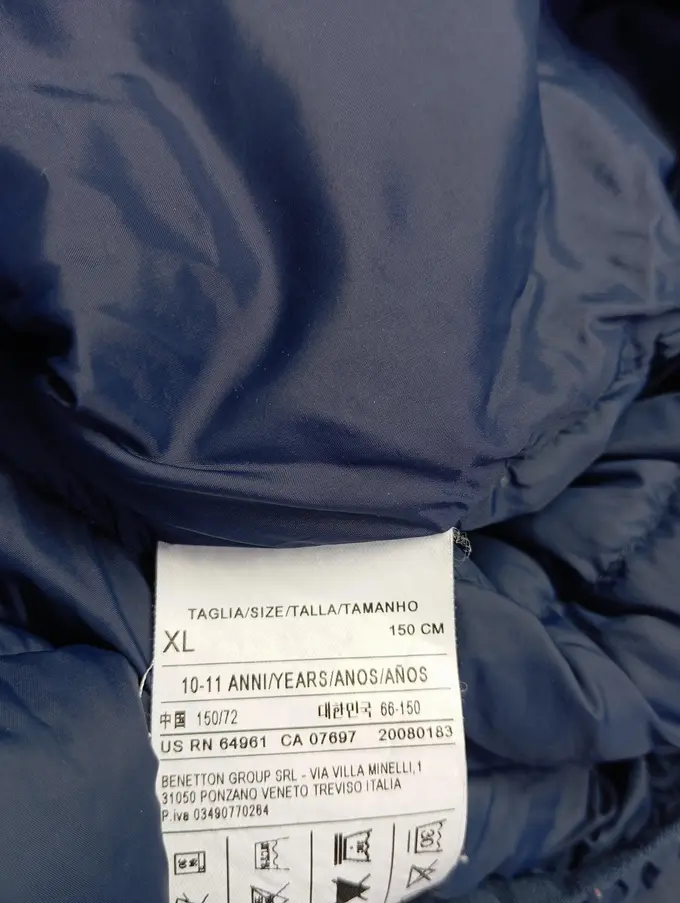 TAGLIA/SIZE/TALLA/TAMANHO
XL 150 CM
10-11 ANNI/YEARS/ANOS/AÑOS
中国 150/72 대한민국 66-150
US RN 64961 CA 07697 20080183
BENETTON GROUP SRL - VIA VILLA MINELLI,1
31050 PONZANO VENETO TREVISO ITALIA
P.iva 03490770264
30